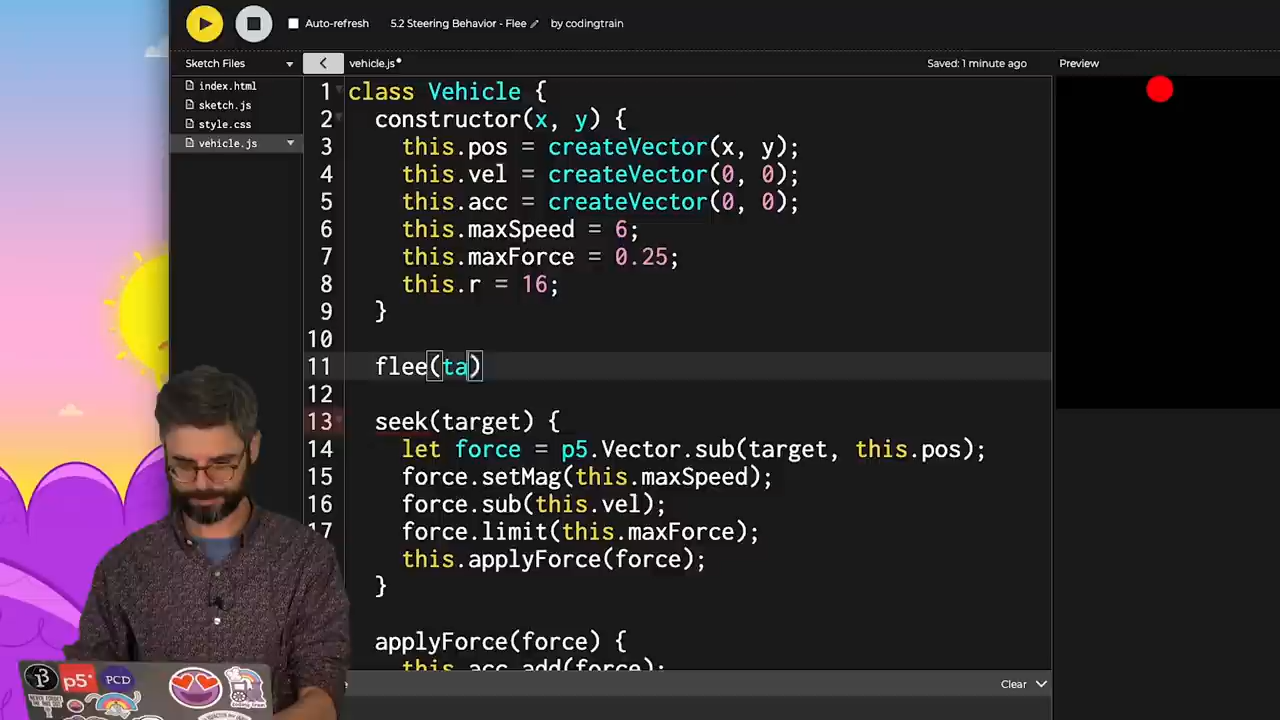 Auto-refresh
5.2 Steering Behavior - Flee
by codingtrain
Sketch Files
vehicle.js
Saved: 1 minute ago
Preview
index.html
sketch.js
style.css
vehicle.js
1 class Vehicle {
2 constructor(x, y) {
3 this.pos = createVector(x, y);
4 this.vel = createVector(0, 0);
5 this.acc = createVector(0, 0);
6 this.maxSpeed = 6;
7 this.maxForce = 0.25;
8 this.r = 16;
9 }
10
11 flee(ta)
12
13 seek(target) {
14 let force = p5.Vector.sub(target, this.pos);
15 force.setMag(this.maxSpeed);
16 force.sub(this.vel);
17 force.limit(this.maxForce);
this.applyForce(force);
}
applyForce(force) {
this.acc.add(force);
Clear
p5*
PCD